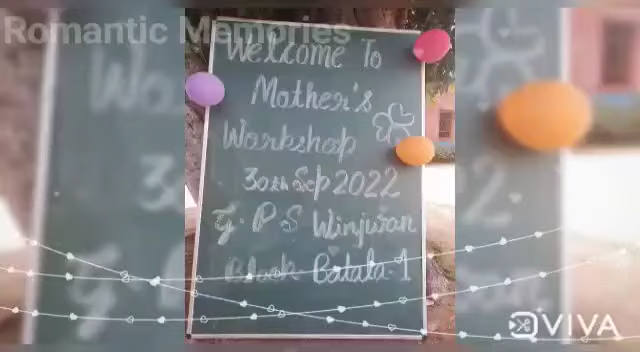 Romantic Memories
Welcome To
Mother's
Workshop
30th Sep 2022
G. P S Winjwan
Block Batala-1
VIVA